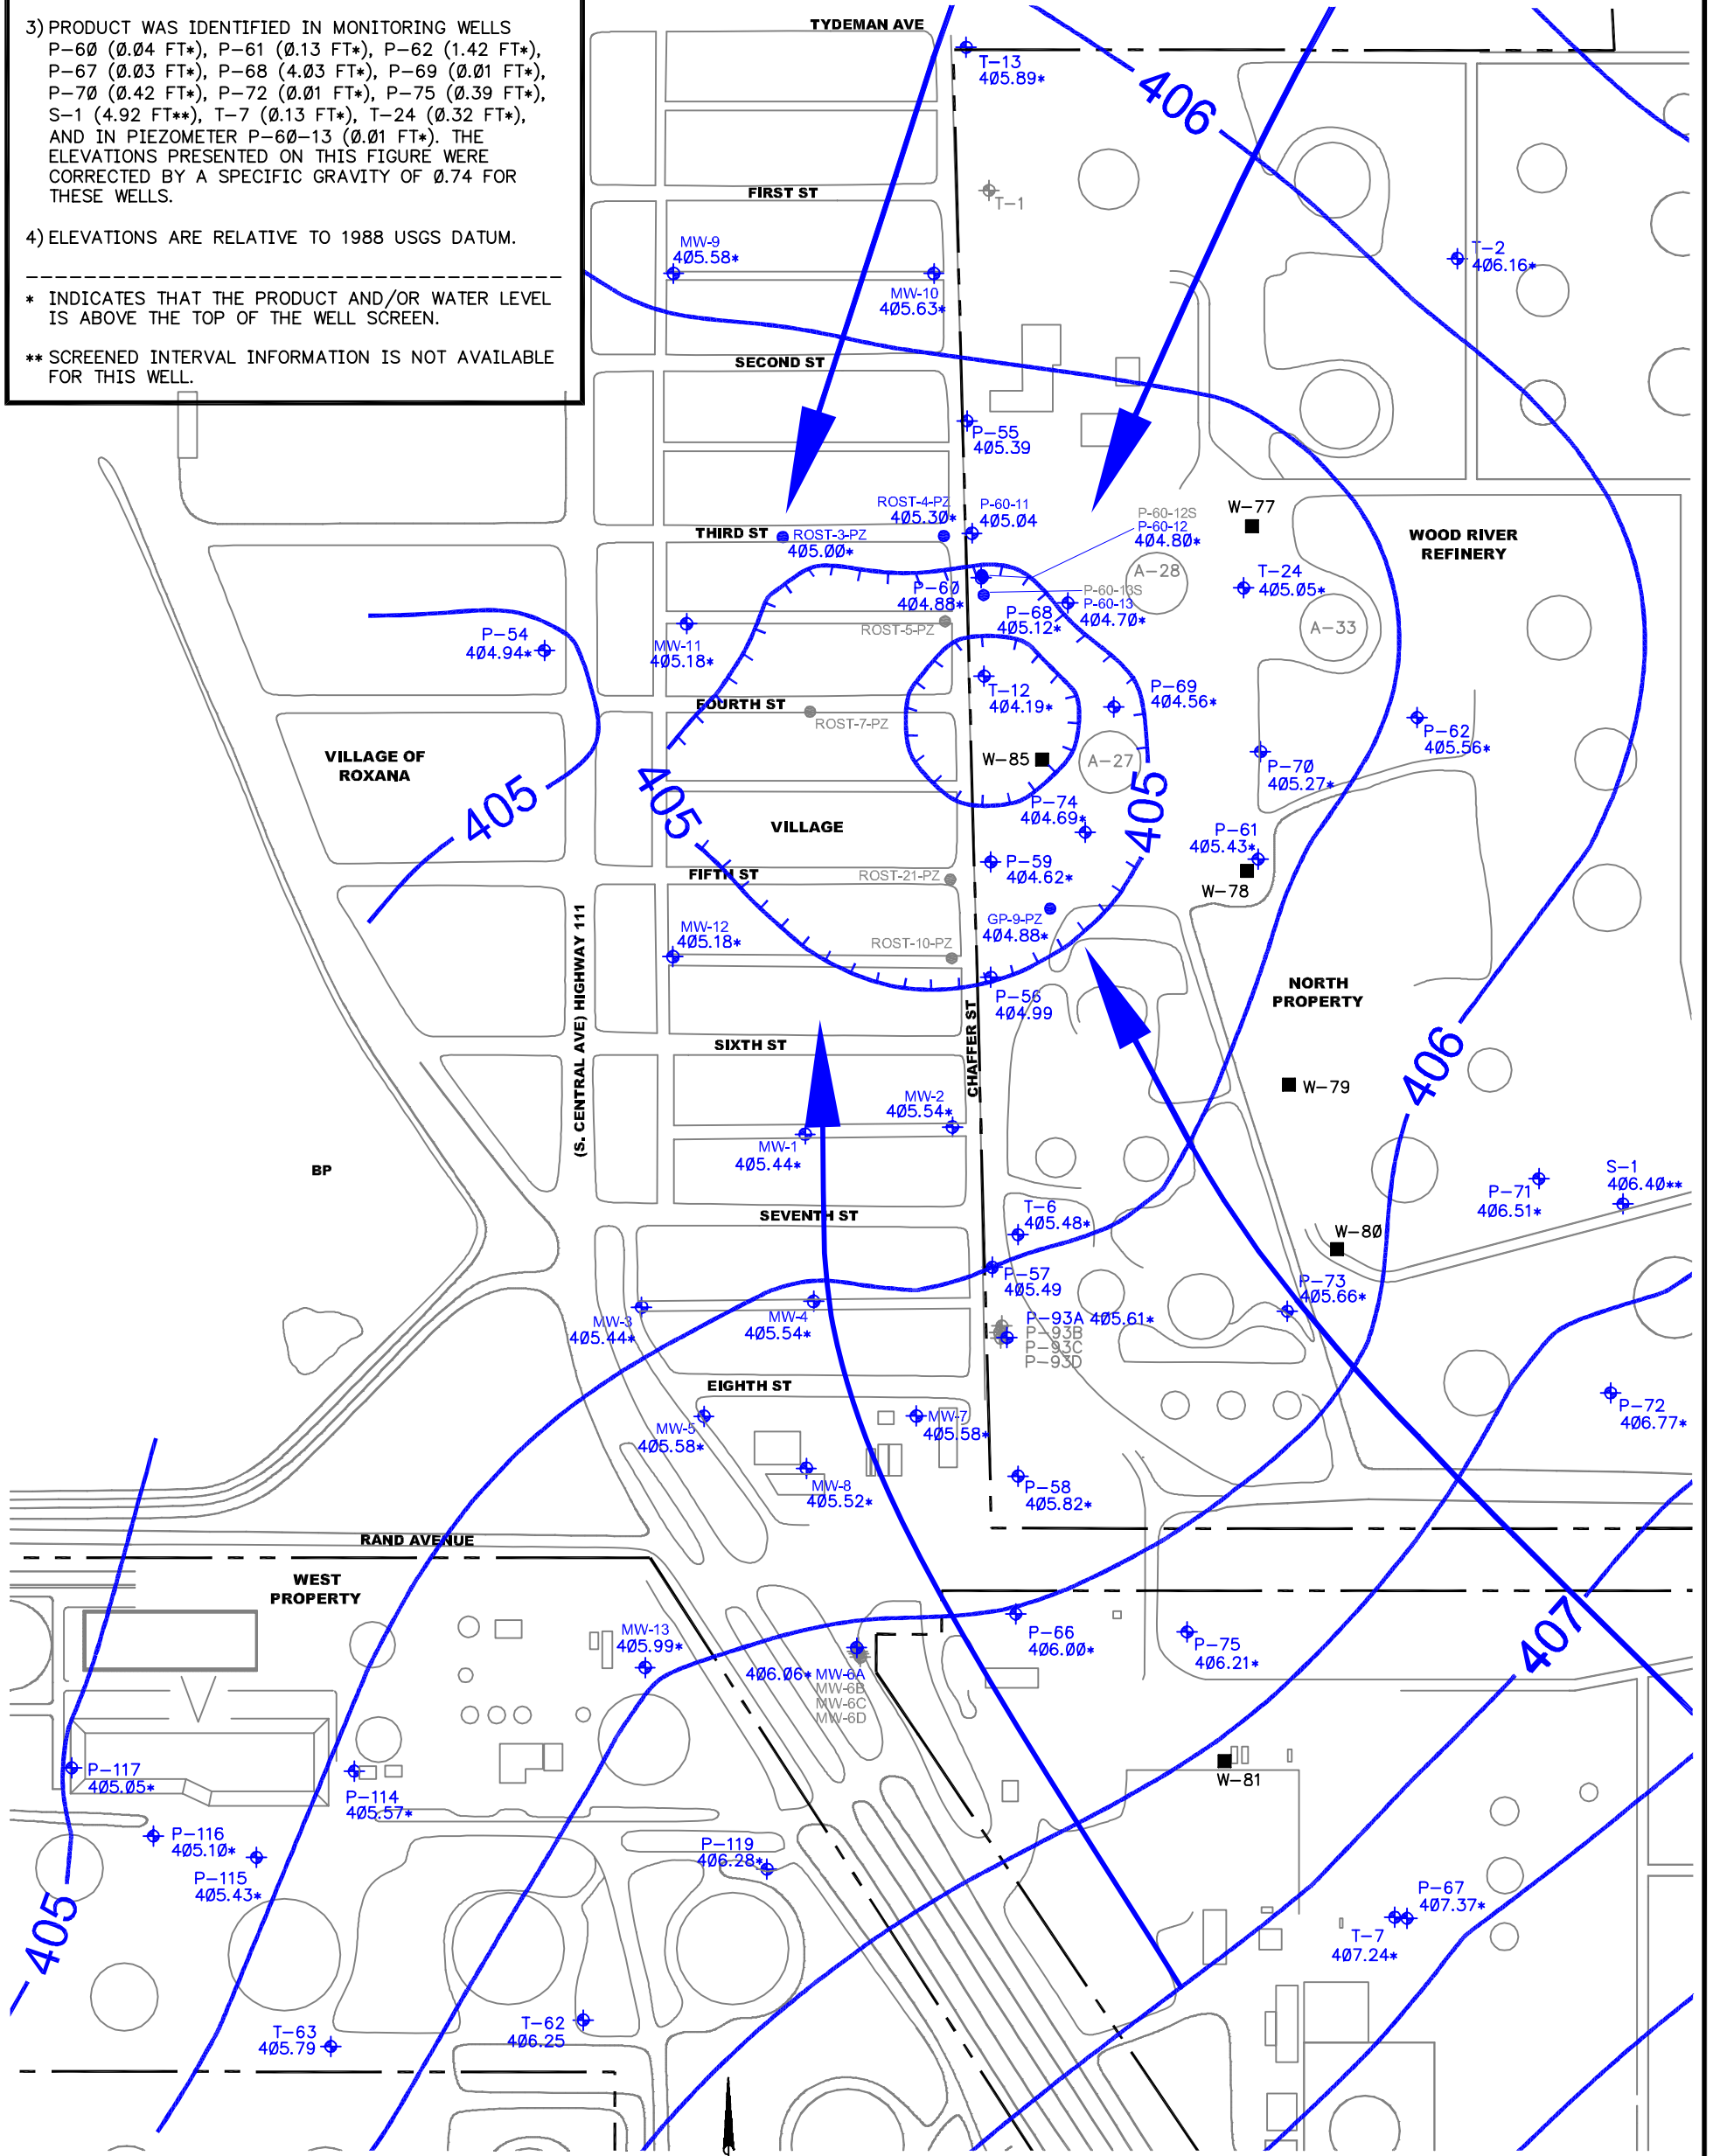 3) PRODUCT WAS IDENTIFIED IN MONITORING WELLS
P-60 (0.04 FT*), P-61 (0.13 FT*), P-62 (1.42 FT*),
P-67 (0.03 FT*), P-68 (4.03 FT*), P-69 (0.01 FT*),
P-70 (0.42 FT*), P-72 (0.01 FT*), P-75 (0.39 FT*),
S-1 (4.92 FT**), T-7 (0.13 FT*), T-24 (0.32 FT*),
AND IN PIEZOMETER P-60-13 (0.01 FT*). THE
ELEVATIONS PRESENTED ON THIS FIGURE WERE
CORRECTED BY A SPECIFIC GRAVITY OF 0.74 FOR
THESE WELLS.
4) ELEVATIONS ARE RELATIVE TO 1988 USGS DATUM.
* INDICATES THAT THE PRODUCT AND/OR WATER LEVEL
IS ABOVE THE TOP OF THE WELL SCREEN.
** SCREENED INTERVAL INFORMATION IS NOT AVAILABLE
FOR THIS WELL.
TYDEMAN AVE
T-13
405.89*
406
FIRST ST
T-1
MW-9
405.58*
MW-10
405.63*
T-2
406.16*
SECOND ST
P-55
405.39
ROST-4-PZ
405.30*
P-60-11
405.04
P-60-12S
P-60-12
404.80*
W-77
THIRD ST
ROST-3-PZ
405.00*
WOOD RIVER
REFINERY
A-28
T-24
405.05*
P-60
404.88*
P-60-13S
P-60-13
404.70*
P-68
405.12*
A-33
ROST-5-PZ
P-54
404.94*
MW-11
405.18*
T-12
404.19*
P-69
404.56*
FOURTH ST
ROST-7-PZ
P-62
405.56*
VILLAGE OF
ROXANA
W-85
A-27
P-70
405.27*
405
405
405
P-74
404.69*
VILLAGE
P-61
405.43*
P-59
404.62*
FIFTH ST
ROST-21-PZ
W-78
GP-9-PZ
404.88*
MW-12
405.18*
ROST-10-PZ
P-56
404.99
NORTH
PROPERTY
(S. CENTRAL AVE) HIGHWAY 111
CHAFFER ST
SIXTH ST
406
W-79
MW-2
405.54*
MW-1
405.44*
BP
P-71
406.51*
S-1
406.40**
SEVENTH ST
T-6
405.48*
W-80
P-57
405.49
P-73
405.66*
MW-3
405.44*
MW-4
405.54*
P-93A 405.61*
P-93B
P-93C
P-93D
EIGHTH ST
P-72
406.77*
MW-5
405.58*
MW-7
405.58*
MW-8
405.52*
P-58
405.82*
RAND AVENUE
WEST
PROPERTY
MW-13
405.99*
P-66
406.00*
P-75
406.21*
407
406.06* MW-6A
MW-6B
MW-6C
MW-6D
P-117
405.05*
P-114
405.57*
W-81
P-116
405.10*
P-115
405.43*
P-119
406.28*
P-67
407.37*
405
T-7
407.24*
T-63
405.79
T-62
406.25